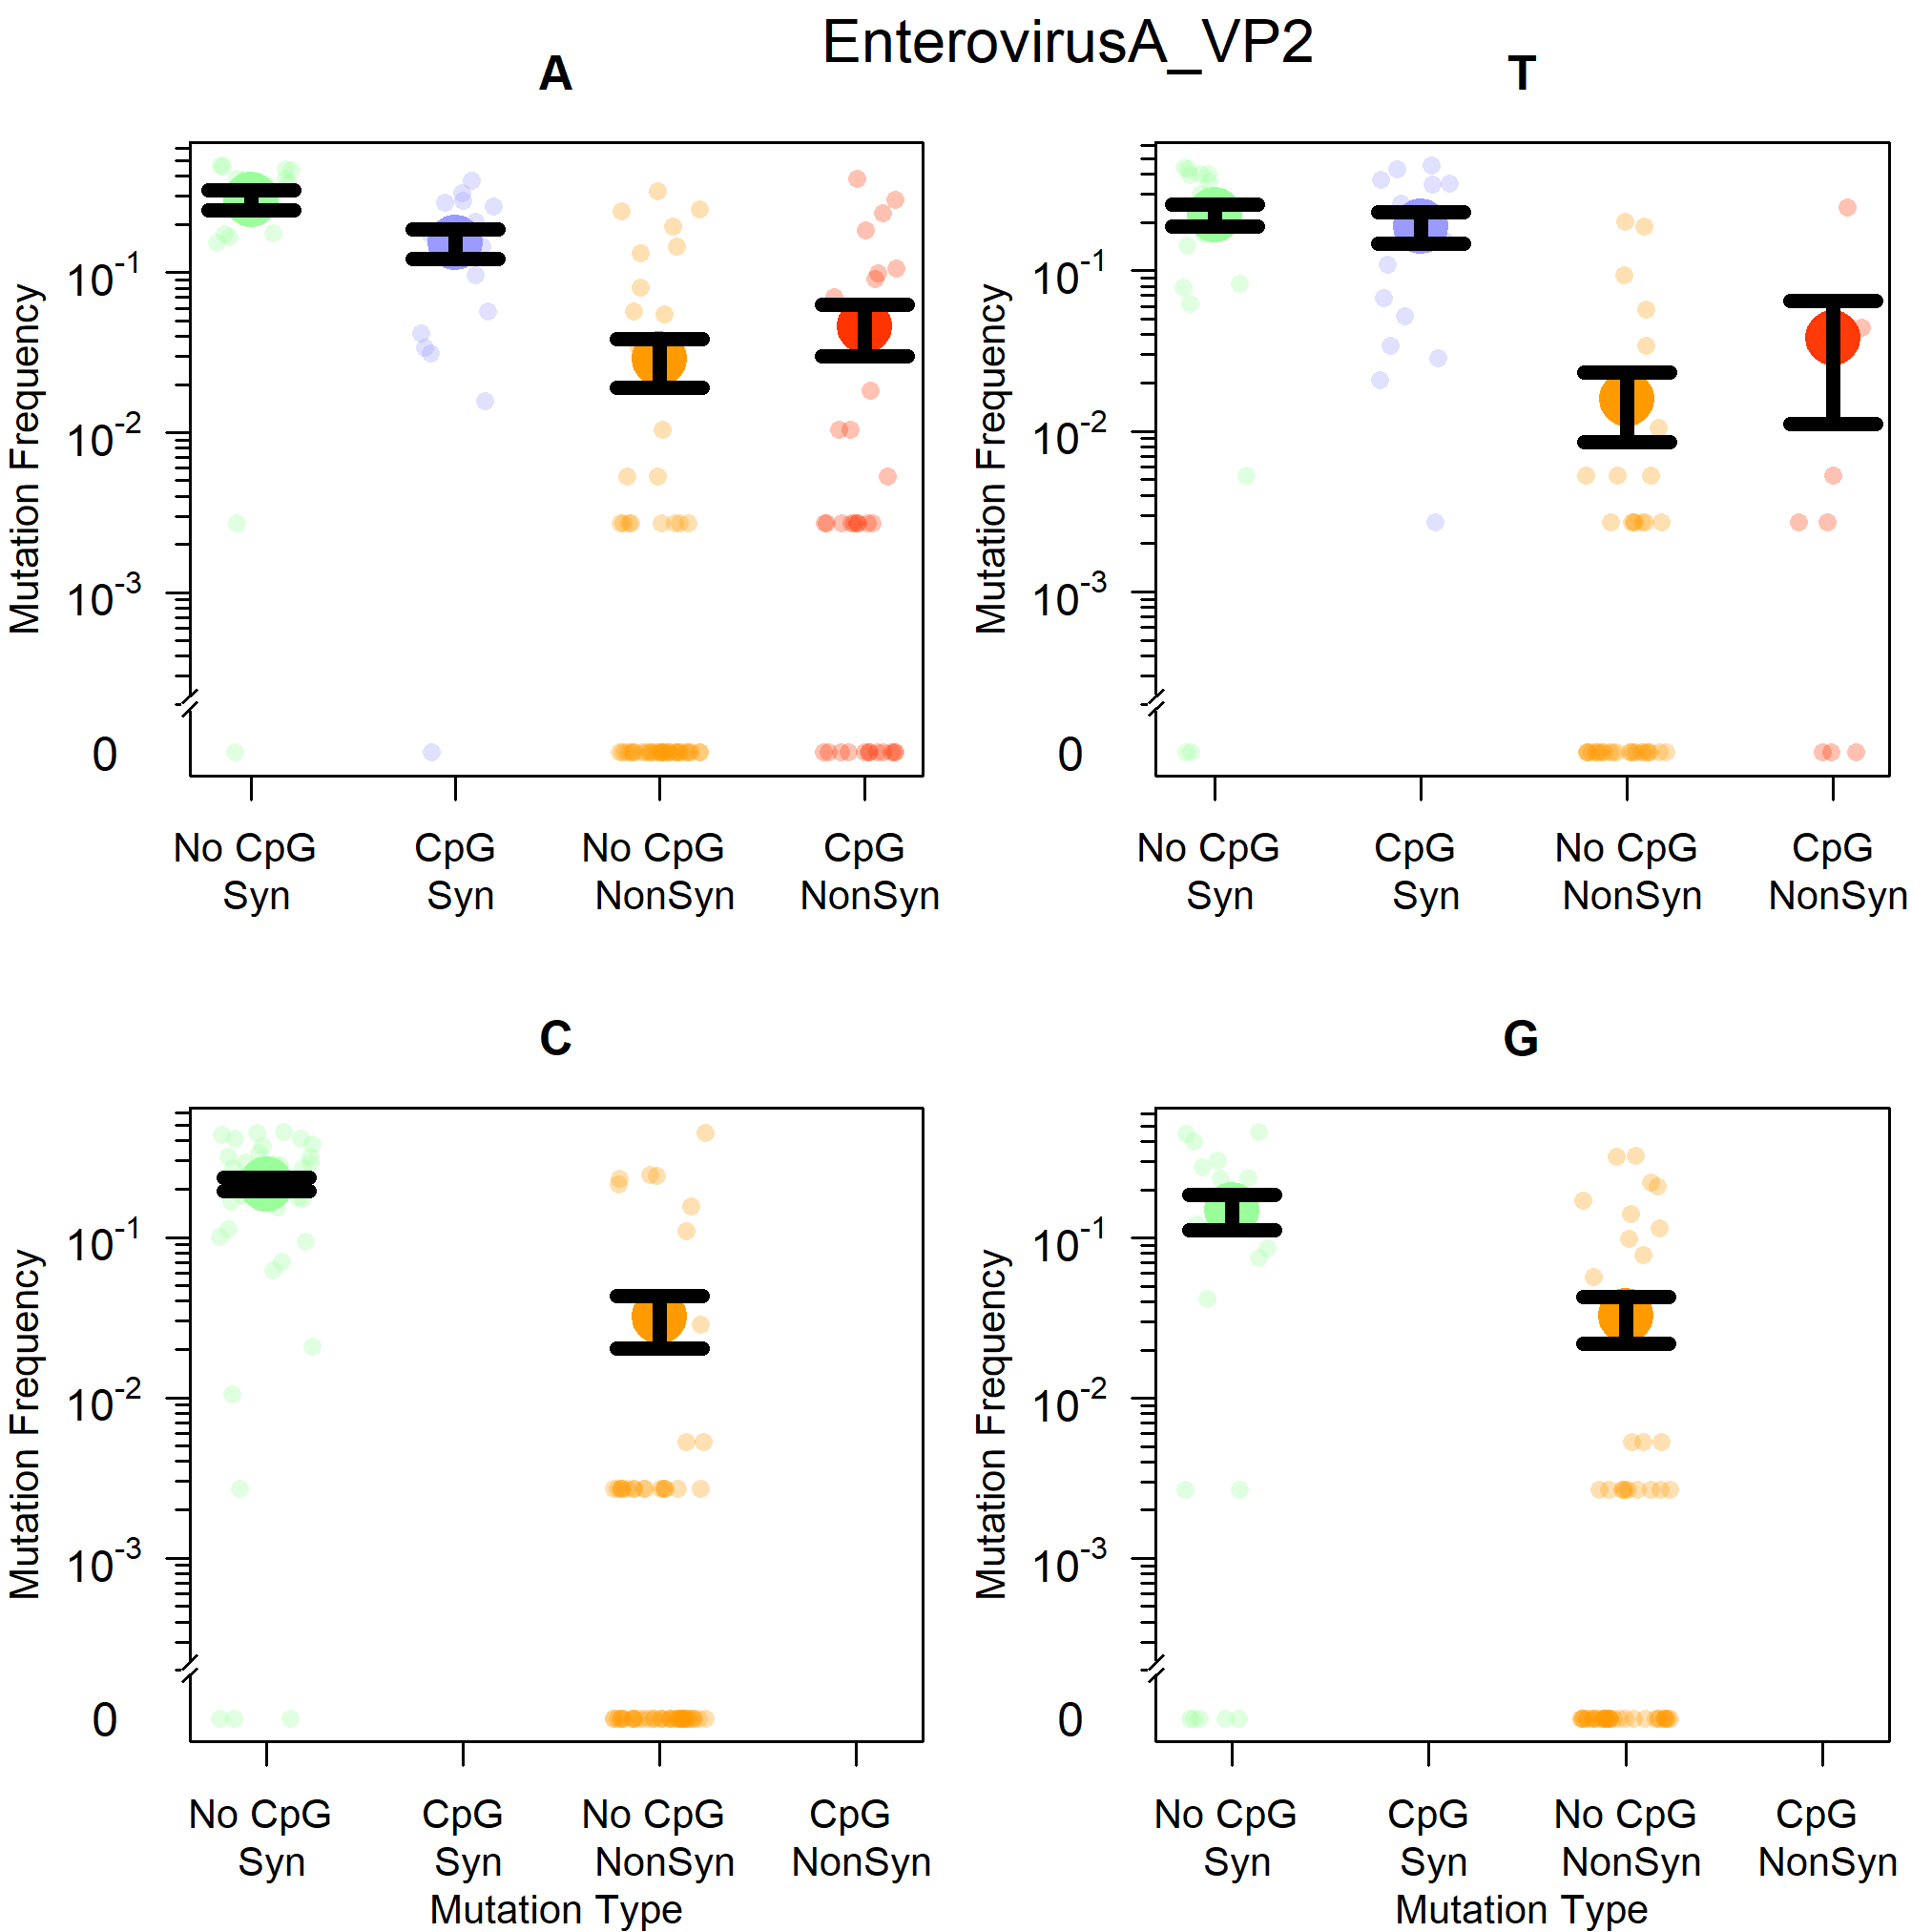 EnterovirusA_VP2
A
Mutation Frequency
10^-1
10^-2
10^-3
0
No CpG Syn
CpG Syn
No CpG NonSyn
CpG NonSyn
T
Mutation Frequency
10^-1
10^-2
10^-3
0
No CpG Syn
CpG Syn
No CpG NonSyn
CpG NonSyn
C
Mutation Frequency
10^-1
10^-2
10^-3
0
No CpG Syn
CpG Syn
No CpG NonSyn
CpG NonSyn
Mutation Type
G
Mutation Frequency
10^-1
10^-2
10^-3
0
No CpG Syn
CpG Syn
No CpG NonSyn
CpG NonSyn
Mutation Type